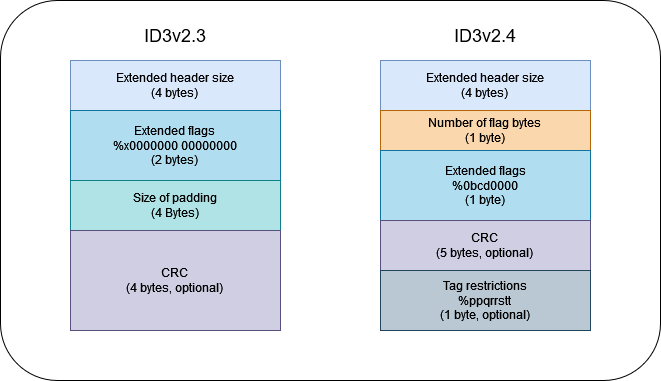 ID3v2.3
Extended header size
(4 bytes)
Extended flags
%x0000000 00000000
(2 bytes)
Size of padding
(4 Bytes)
CRC
(4 bytes, optional)
ID3v2.4
Extended header size
(4 bytes)
Number of flag bytes
(1 byte)
Extended flags
%0bcd0000
(1 byte)
CRC
(5 bytes, optional)
Tag restrictions
%ppqrrstt
(1 byte, optional)